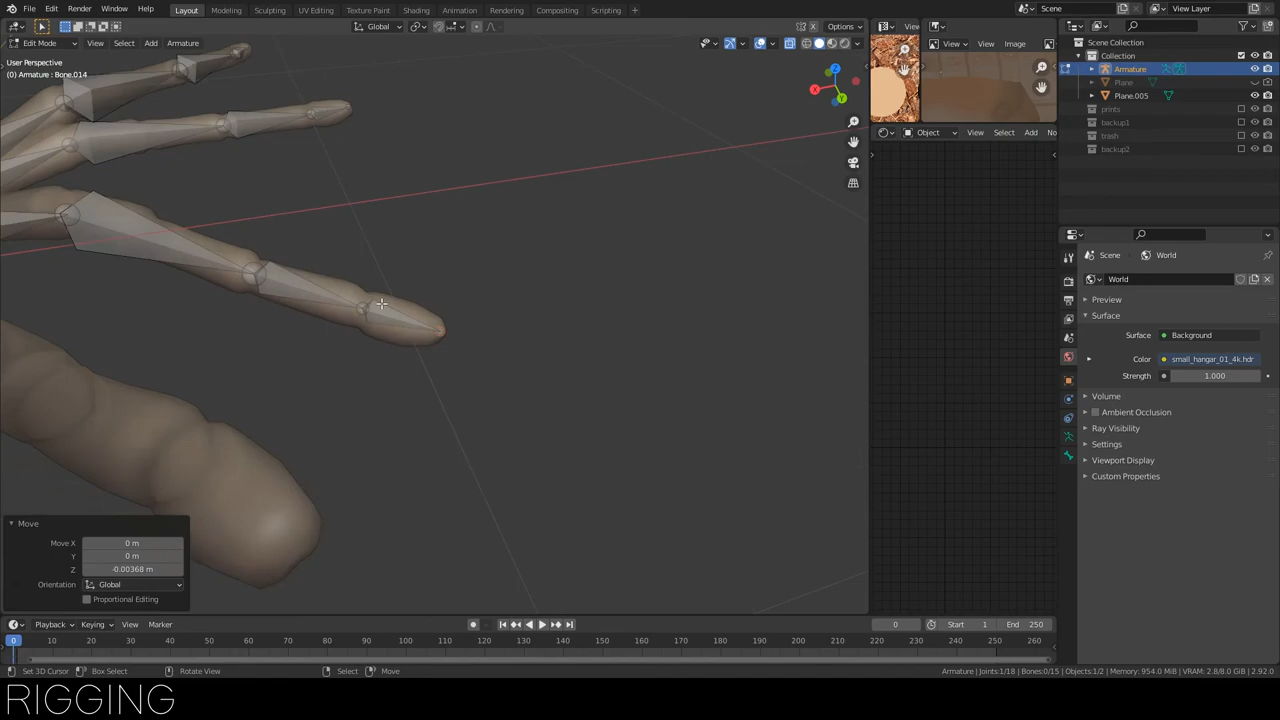 File Edit Render Window Help Layout Modeling Sculpting UV Editing Texture Paint Shading Animation Rendering Compositing Scripting + Scene View Layer
Global Options View
Edit Mode View Select Add Armature View View Image
User Perspective
(0) Armature : Bone.014
Z
X
Y
Object View Select Add No
Scene Collection
Collection
Armature
Plane
Plane.005
prints
backup1
trash
backup2
Scene World
World
Preview
Surface
Surface Background
Color small_hangar_01_4k.hdr
Strength 1.000
Volume
Ambient Occlusion
Ray Visibility
Settings
Viewport Display
Custom Properties
Move
Move X 0 m
Y 0 m
Z -0.00368 m
Orientation Global
Proportional Editing
Playback Keying View Marker 0 Start 1 End 250
0 10 20 30 40 50 60 70 80 90 100 110 120 130 140 150 160 170 180 190 200 210 220 230 240 250 260
Set 3D Cursor Box Select Rotate View Select Move Armature | Joints:1/18 | Bones:0/15 | Objects:1/2 | Memory: 954.0 MiB | VRAM: 2.8/8.0 GiB | 2.92.0
RIGGING